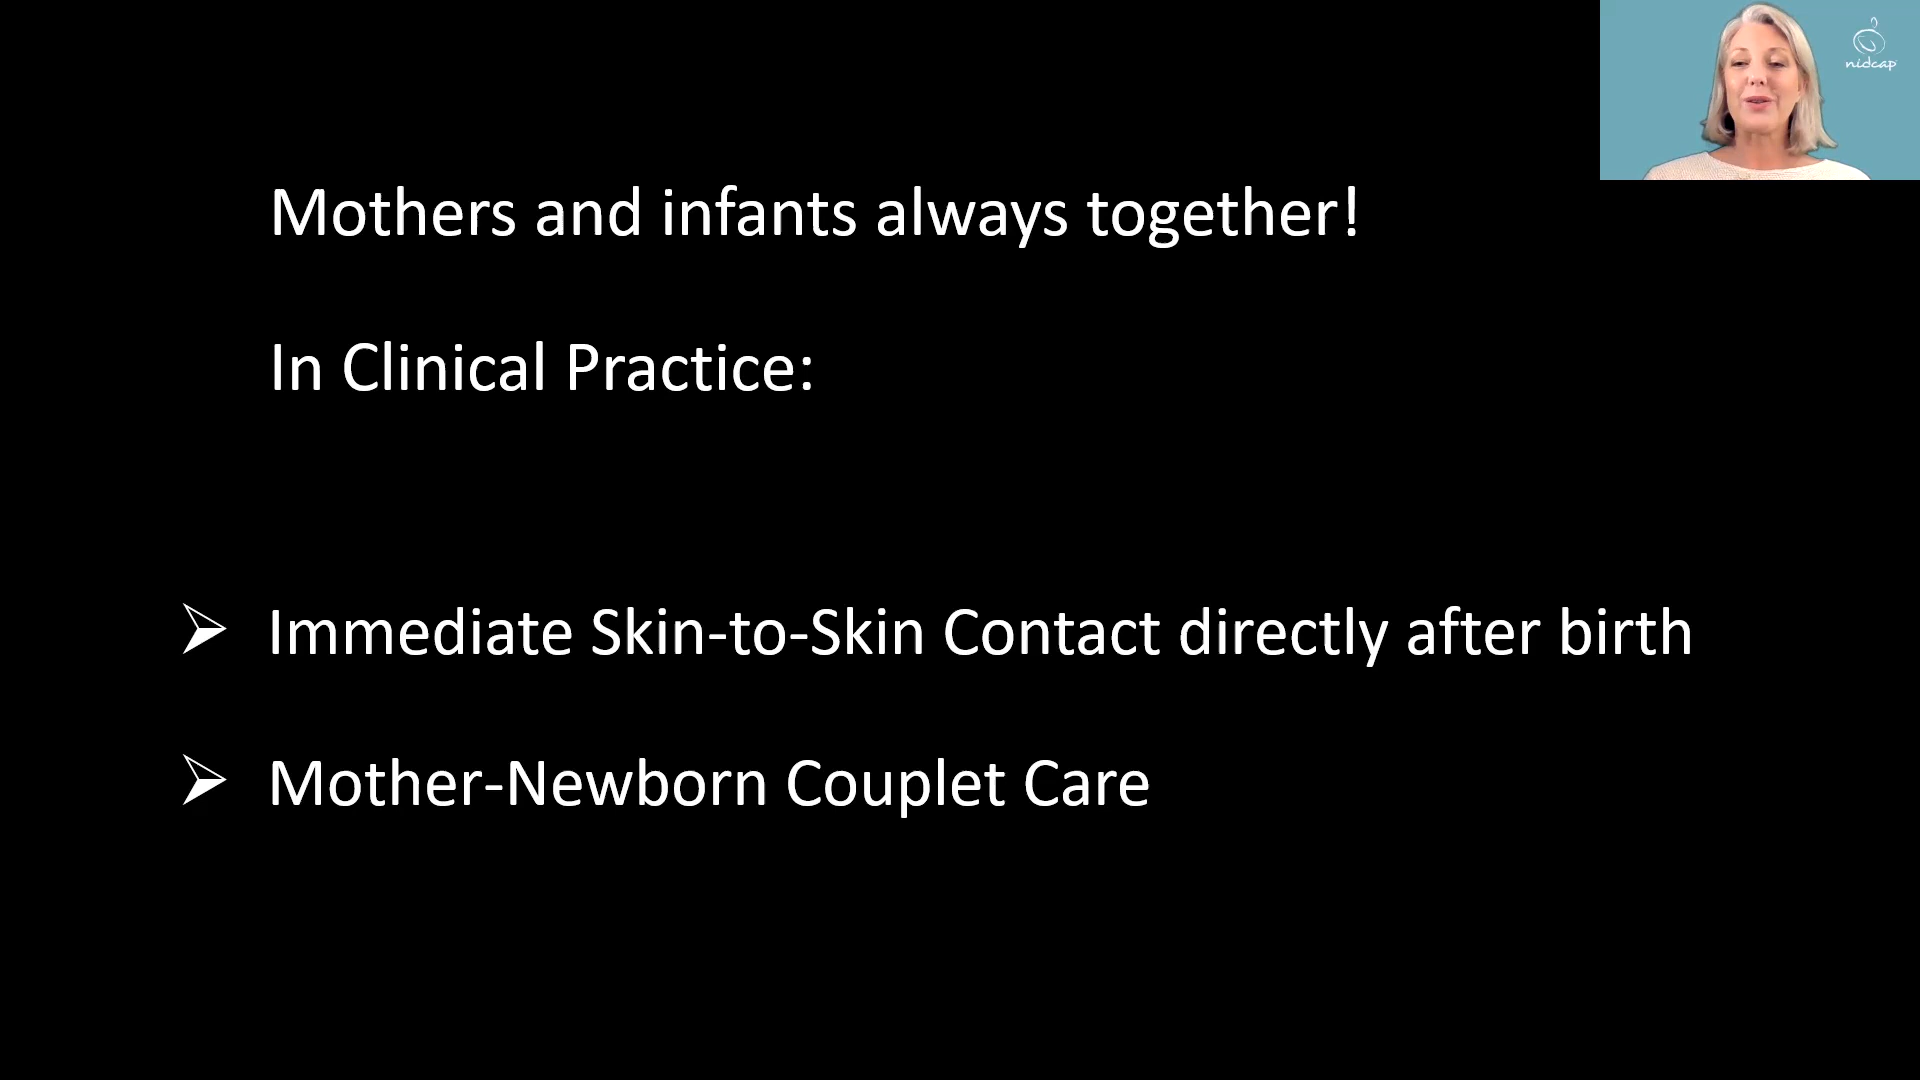 nidcap
Mothers and infants always together!
In Clinical Practice:
Immediate Skin-to-Skin Contact directly after birth
Mother-Newborn Couplet Care